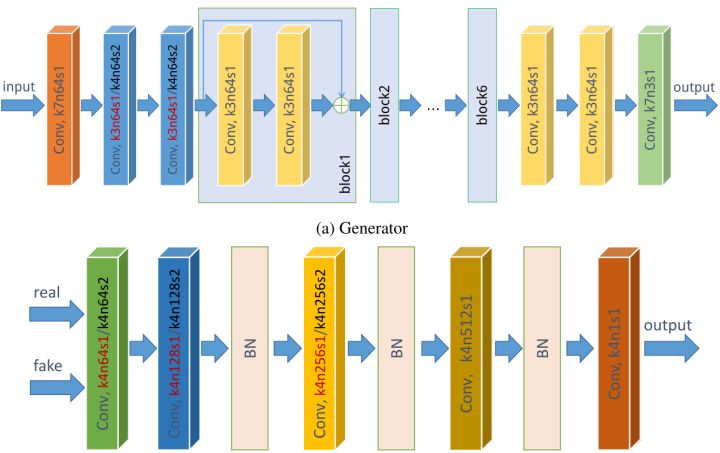 input
Conv, k7n64s1
Conv, k3n64s1/k4n64s2
Conv, k3n64s1/k4n64s2
Conv, k3n64s1
Conv, k3n64s1
block1
block2
...
block6
Conv, k3n64s1
Conv, k3n64s1
Conv, k7n3s1
output
(a) Generator
real
fake
Conv, k4n64s1/k4n64s2
Conv, k4n128s1/k4n128s2
BN
Conv, k4n256s1/k4n256s2
BN
Conv, k4n512s1
BN
Conv, k4n1s1
output